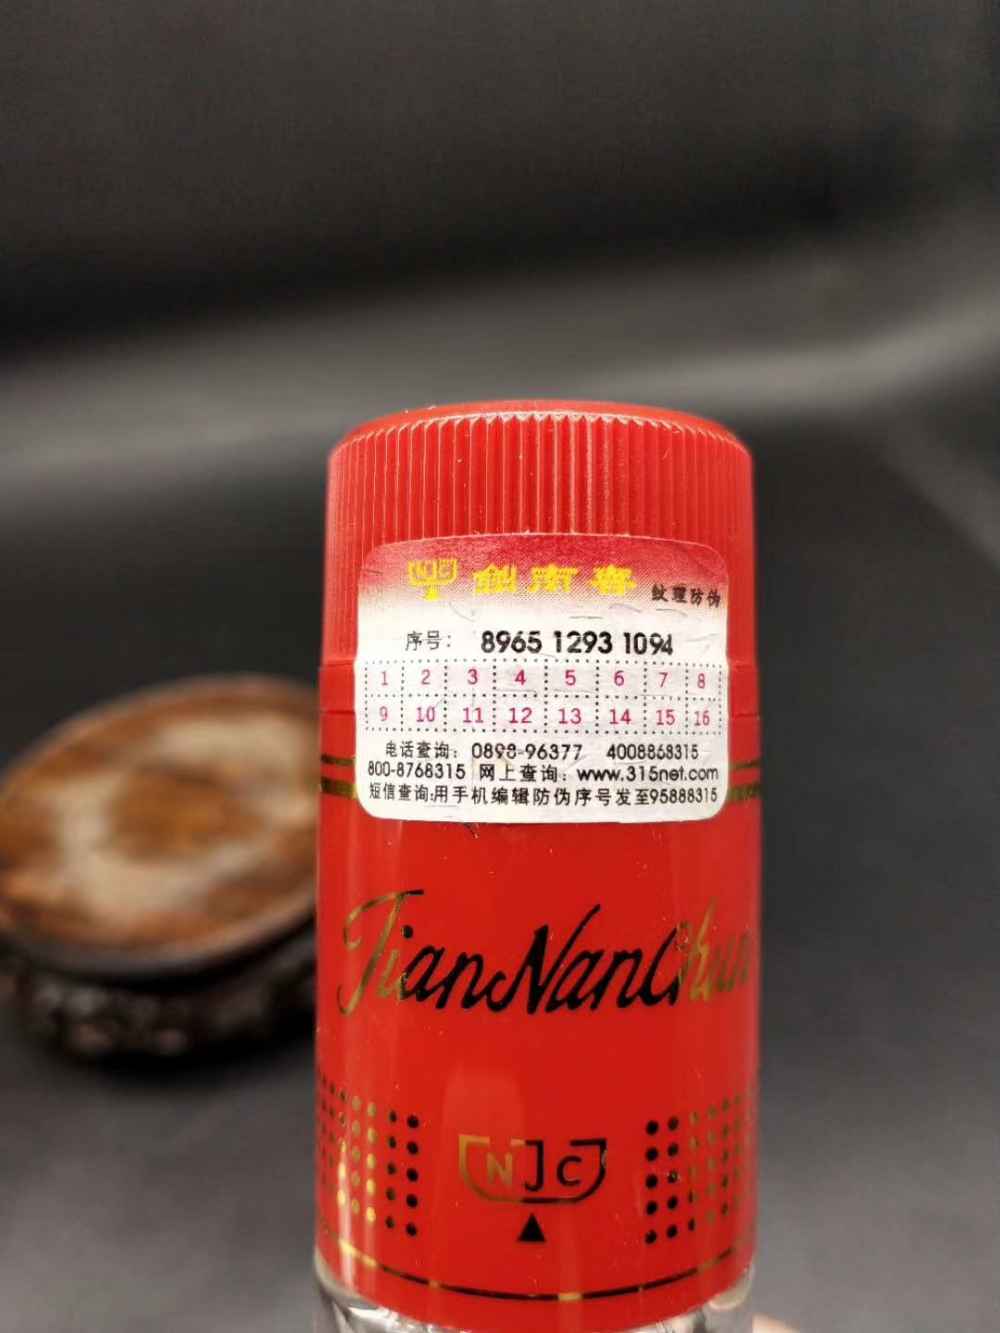 NJC 剑南春 纹理防伪
序号: 8965 1293 1094
1 2 3 4 5 6 7 8
9 10 11 12 13 14 15 16
电话查询: 0898-96377 4008868315
800-8768315 网上查询: www.315net.com
短信查询:用手机编辑防伪序号发至95888315
JianNanChun
NJC